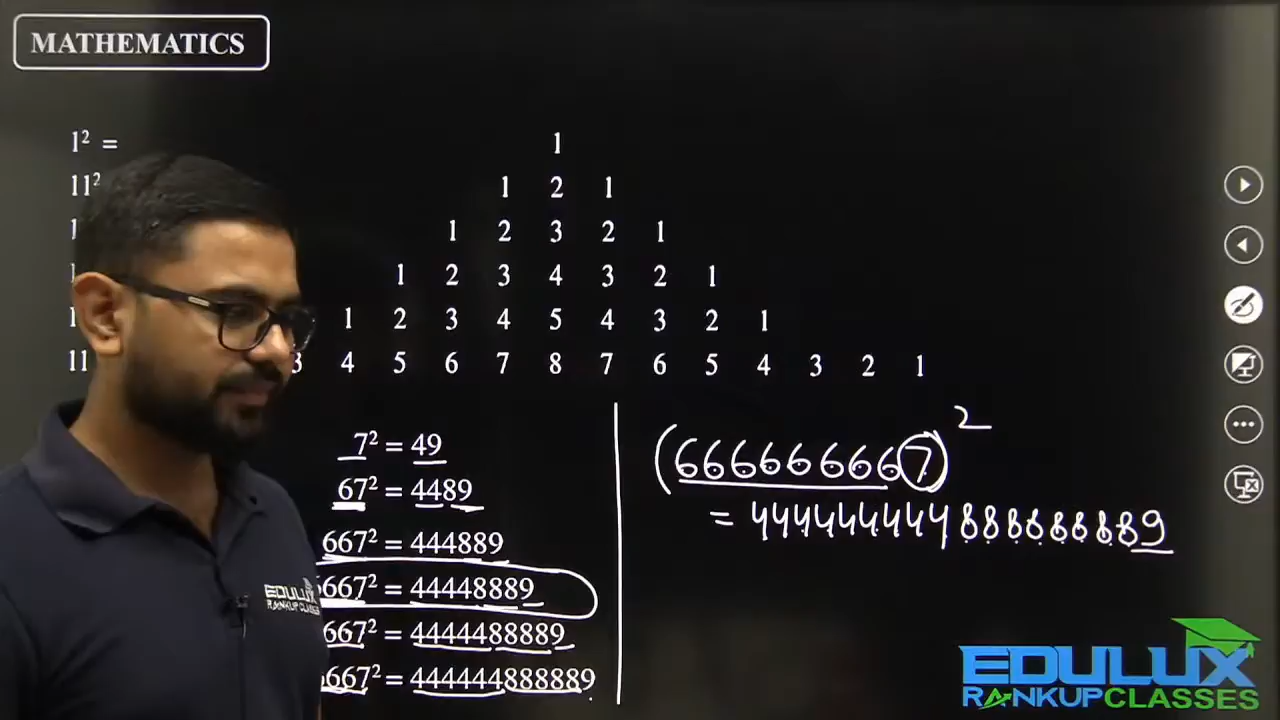 MATHEMATICS
1² = 1
11² 1 2 1
1 2 3 2 1
1 2 3 4 3 2 1
1 2 3 4 5 4 3 2 1
11 3 4 5 6 7 8 7 6 5 4 3 2 1
7² = 49
67² = 4489
667² = 444889
667² = 44448889
667² = 4444488889
667² = 444444888889
(666666667)²
= 444444444888888889
EDULUX
RANKUP CLASSES
EDULUX
RANKUPCLASSES